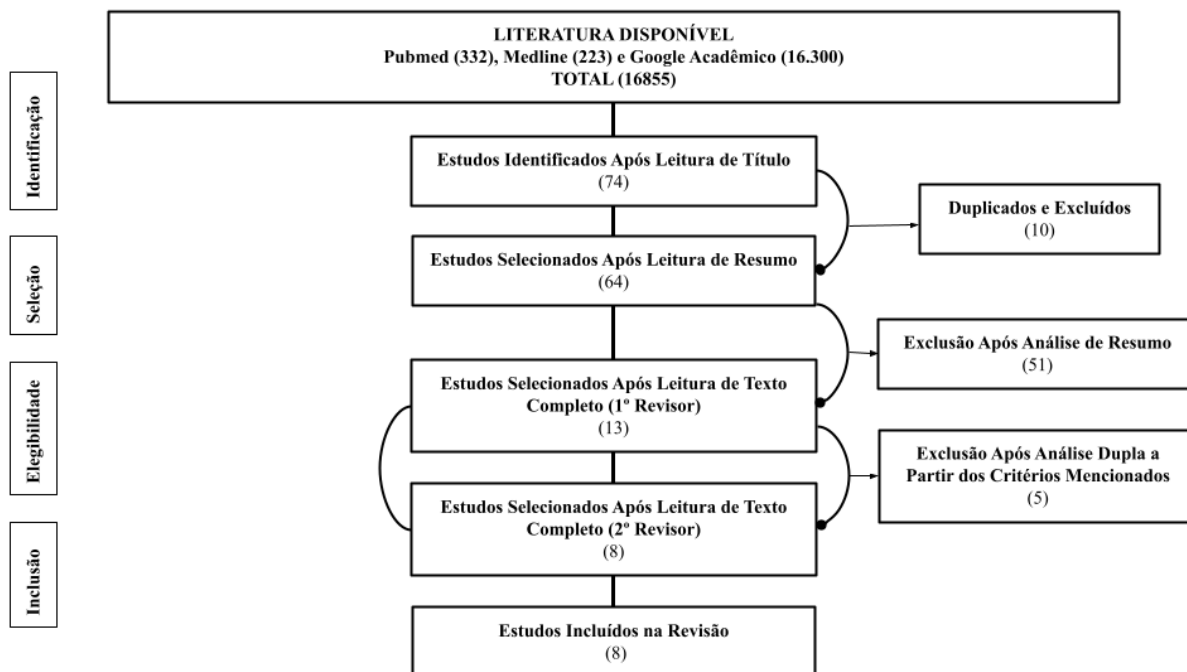 LITERATURA DISPONÍVEL
Pubmed (332), Medline (223) e Google Acadêmico (16.300)
TOTAL (16855)
Identificação
Estudos Identificados Após Leitura de Título
(74)
Duplicados e Excluídos
(10)
Seleção
Estudos Selecionados Após Leitura de Resumo
(64)
Exclusão Após Análise de Resumo
(51)
Elegibilidade
Estudos Selecionados Após Leitura de Texto
Completo (1º Revisor)
(13)
Exclusão Após Análise Dupla a
Partir dos Critérios Mencionados
(5)
Estudos Selecionados Após Leitura de Texto
Completo (2º Revisor)
(8)
Inclusão
Estudos Incluídos na Revisão
(8)